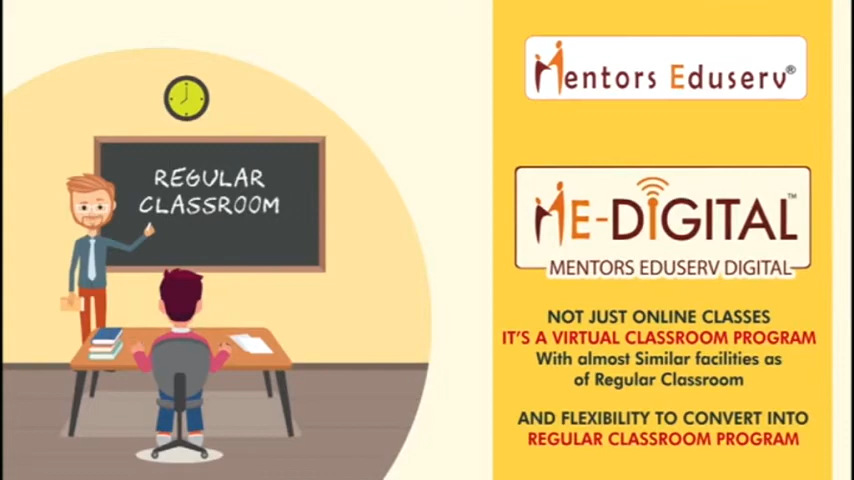 REGULAR
CLASSROOM
Mentors Eduserv®
ME-DIGITAL™
MENTORS EDUSERV DIGITAL
NOT JUST ONLINE CLASSES
IT'S A VIRTUAL CLASSROOM PROGRAM
With almost Similar facilities as
of Regular Classroom
AND FLEXIBILITY TO CONVERT INTO
REGULAR CLASSROOM PROGRAM